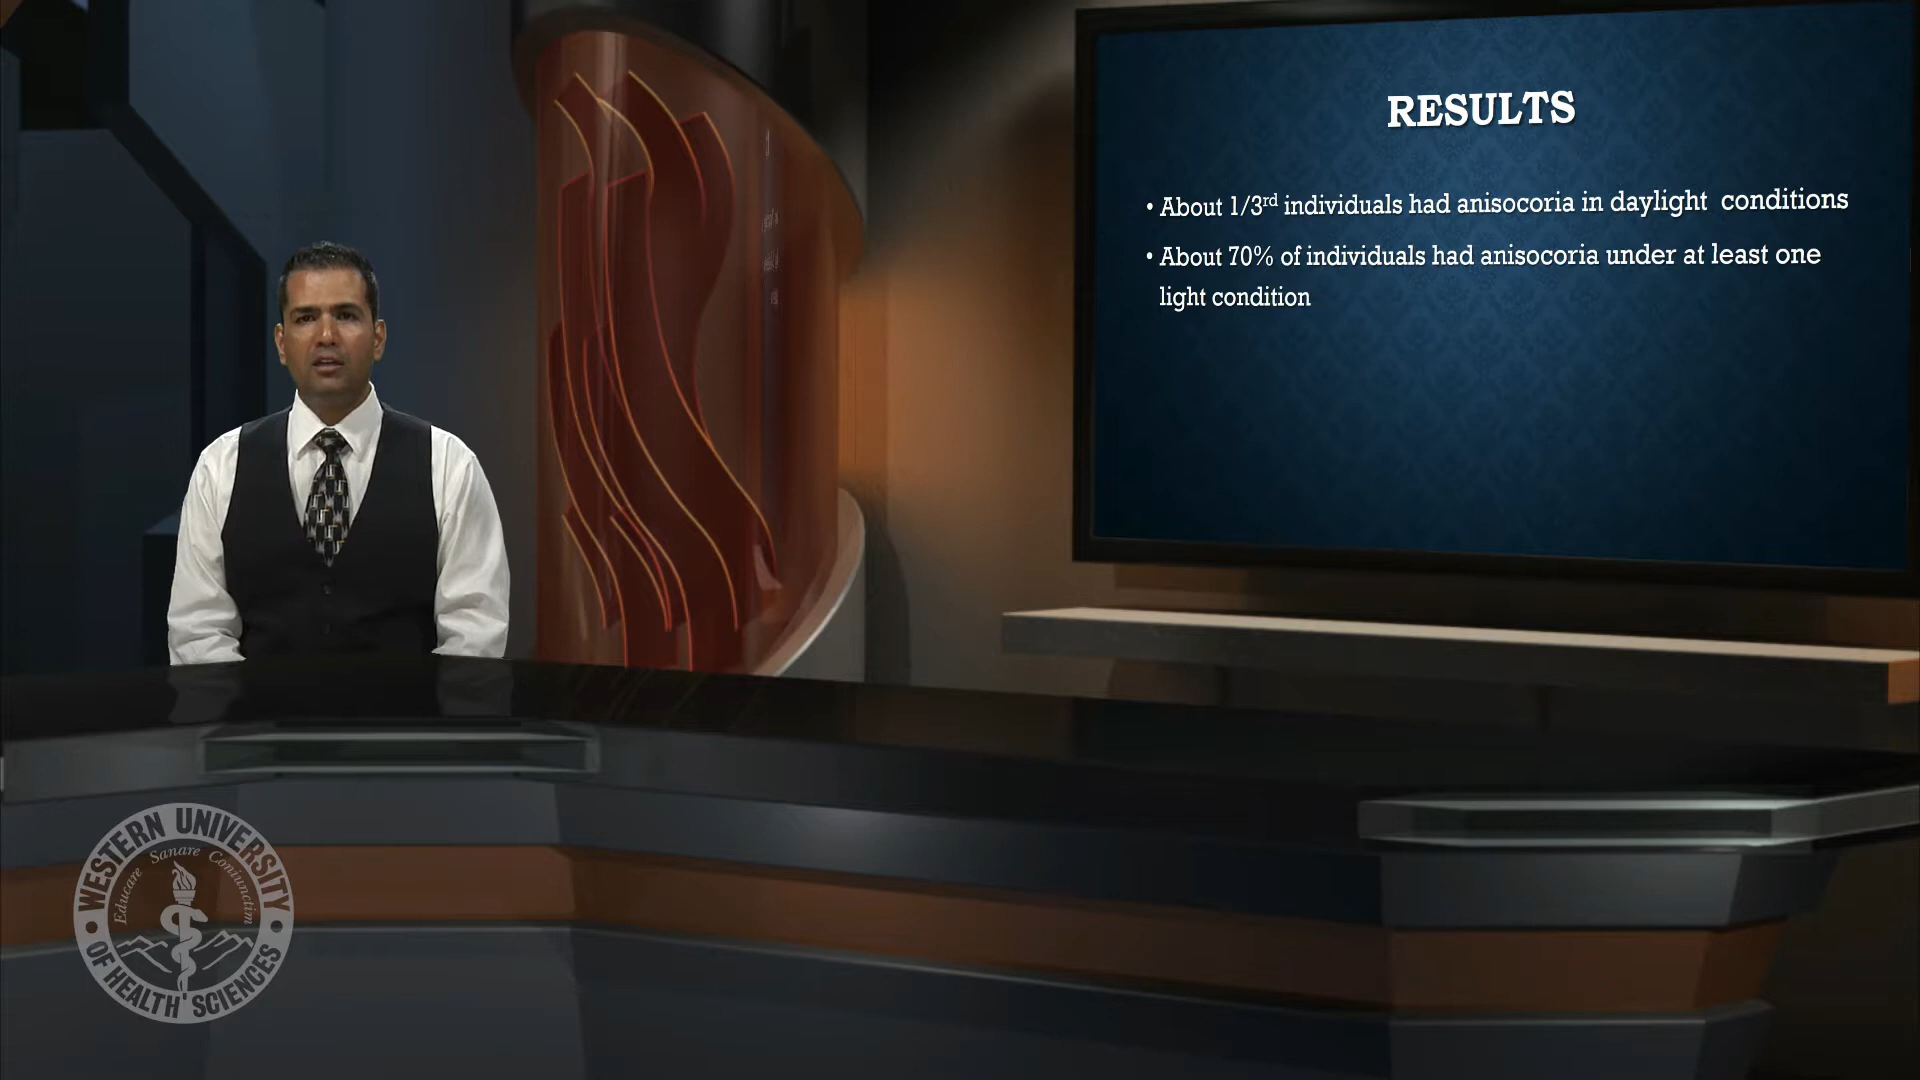 RESULTS
• About 1/3rd individuals had anisocoria in daylight conditions
• About 70% of individuals had anisocoria under at least one
light condition
WESTERN UNIVERSITY
OF HEALTH SCIENCES
Educare Sanare Coniunctim